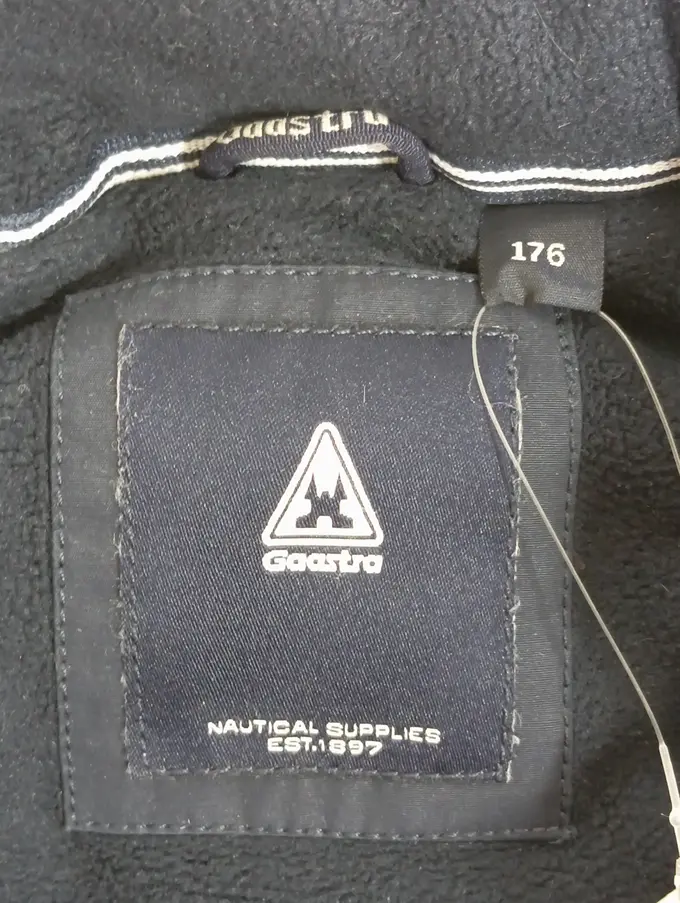 Gaastra
176
Gaastra
NAUTICAL SUPPLIES
EST.1897